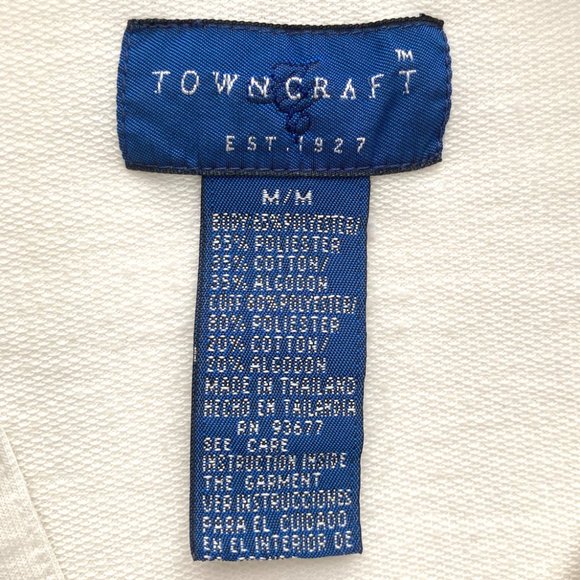 TOWNCRAFT™
EST. 1927
M/M
BODY:65% POLYESTER/
65% POLIESTER
35% COTTON/
35% ALGODON
CUFF:80% POLYESTER/
80% POLIESTER
20% COTTON/
20% ALGODON
MADE IN THAILAND
HECHO EN TAILANDIA
RN 93677
SEE CARE
INSTRUCTION INSIDE
THE GARMENT
VER INSTRUCCIONES
PARA EL CUIDADO
EN EL INTERIOR DE